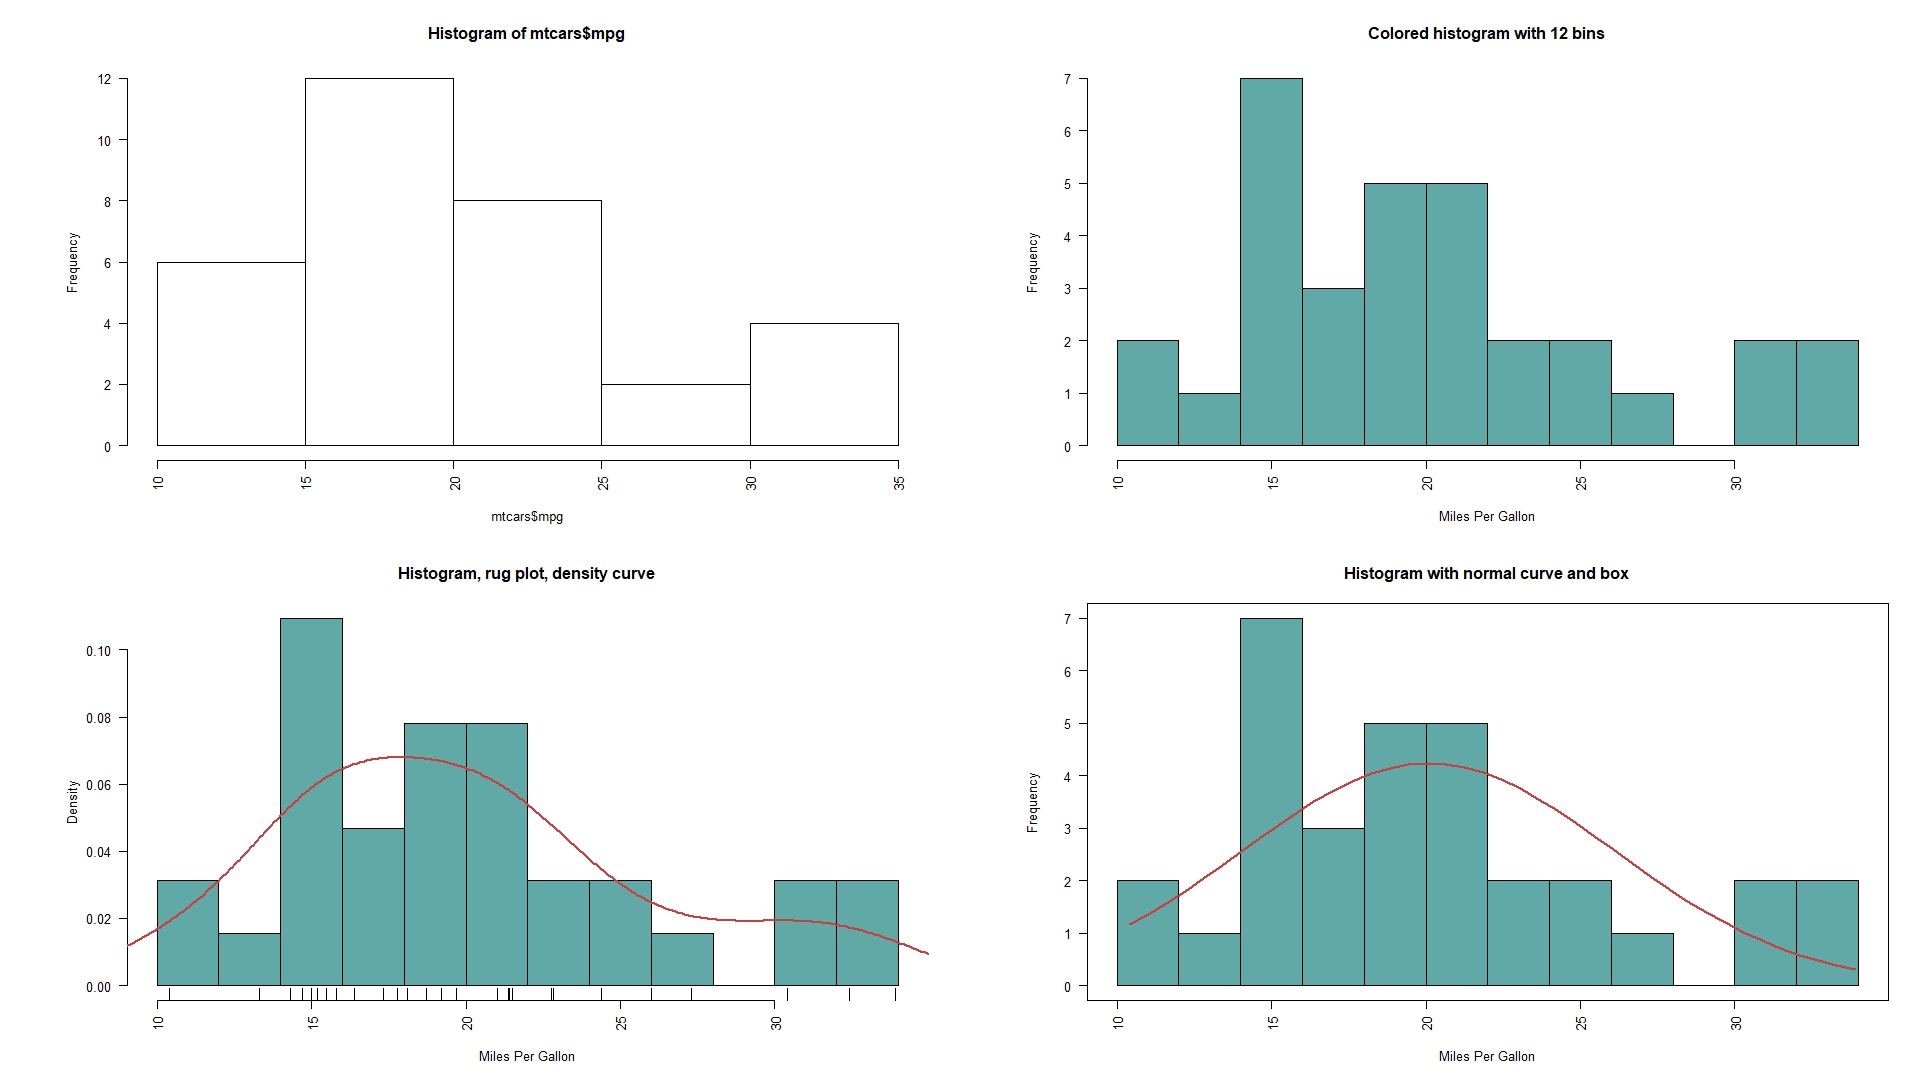 Histogram of mtcars$mpg
12
10
8
6
4
2
0
Frequency
10 15 20 25 30 35
mtcars$mpg
Colored histogram with 12 bins
7
6
5
4
3
2
1
0
Frequency
10 15 20 25 30
Miles Per Gallon
Histogram, rug plot, density curve
0.10
0.08
0.06
0.04
0.02
0.00
Density
10 15 20 25 30
Miles Per Gallon
Histogram with normal curve and box
7
6
5
4
3
2
1
0
Frequency
10 15 20 25 30
Miles Per Gallon